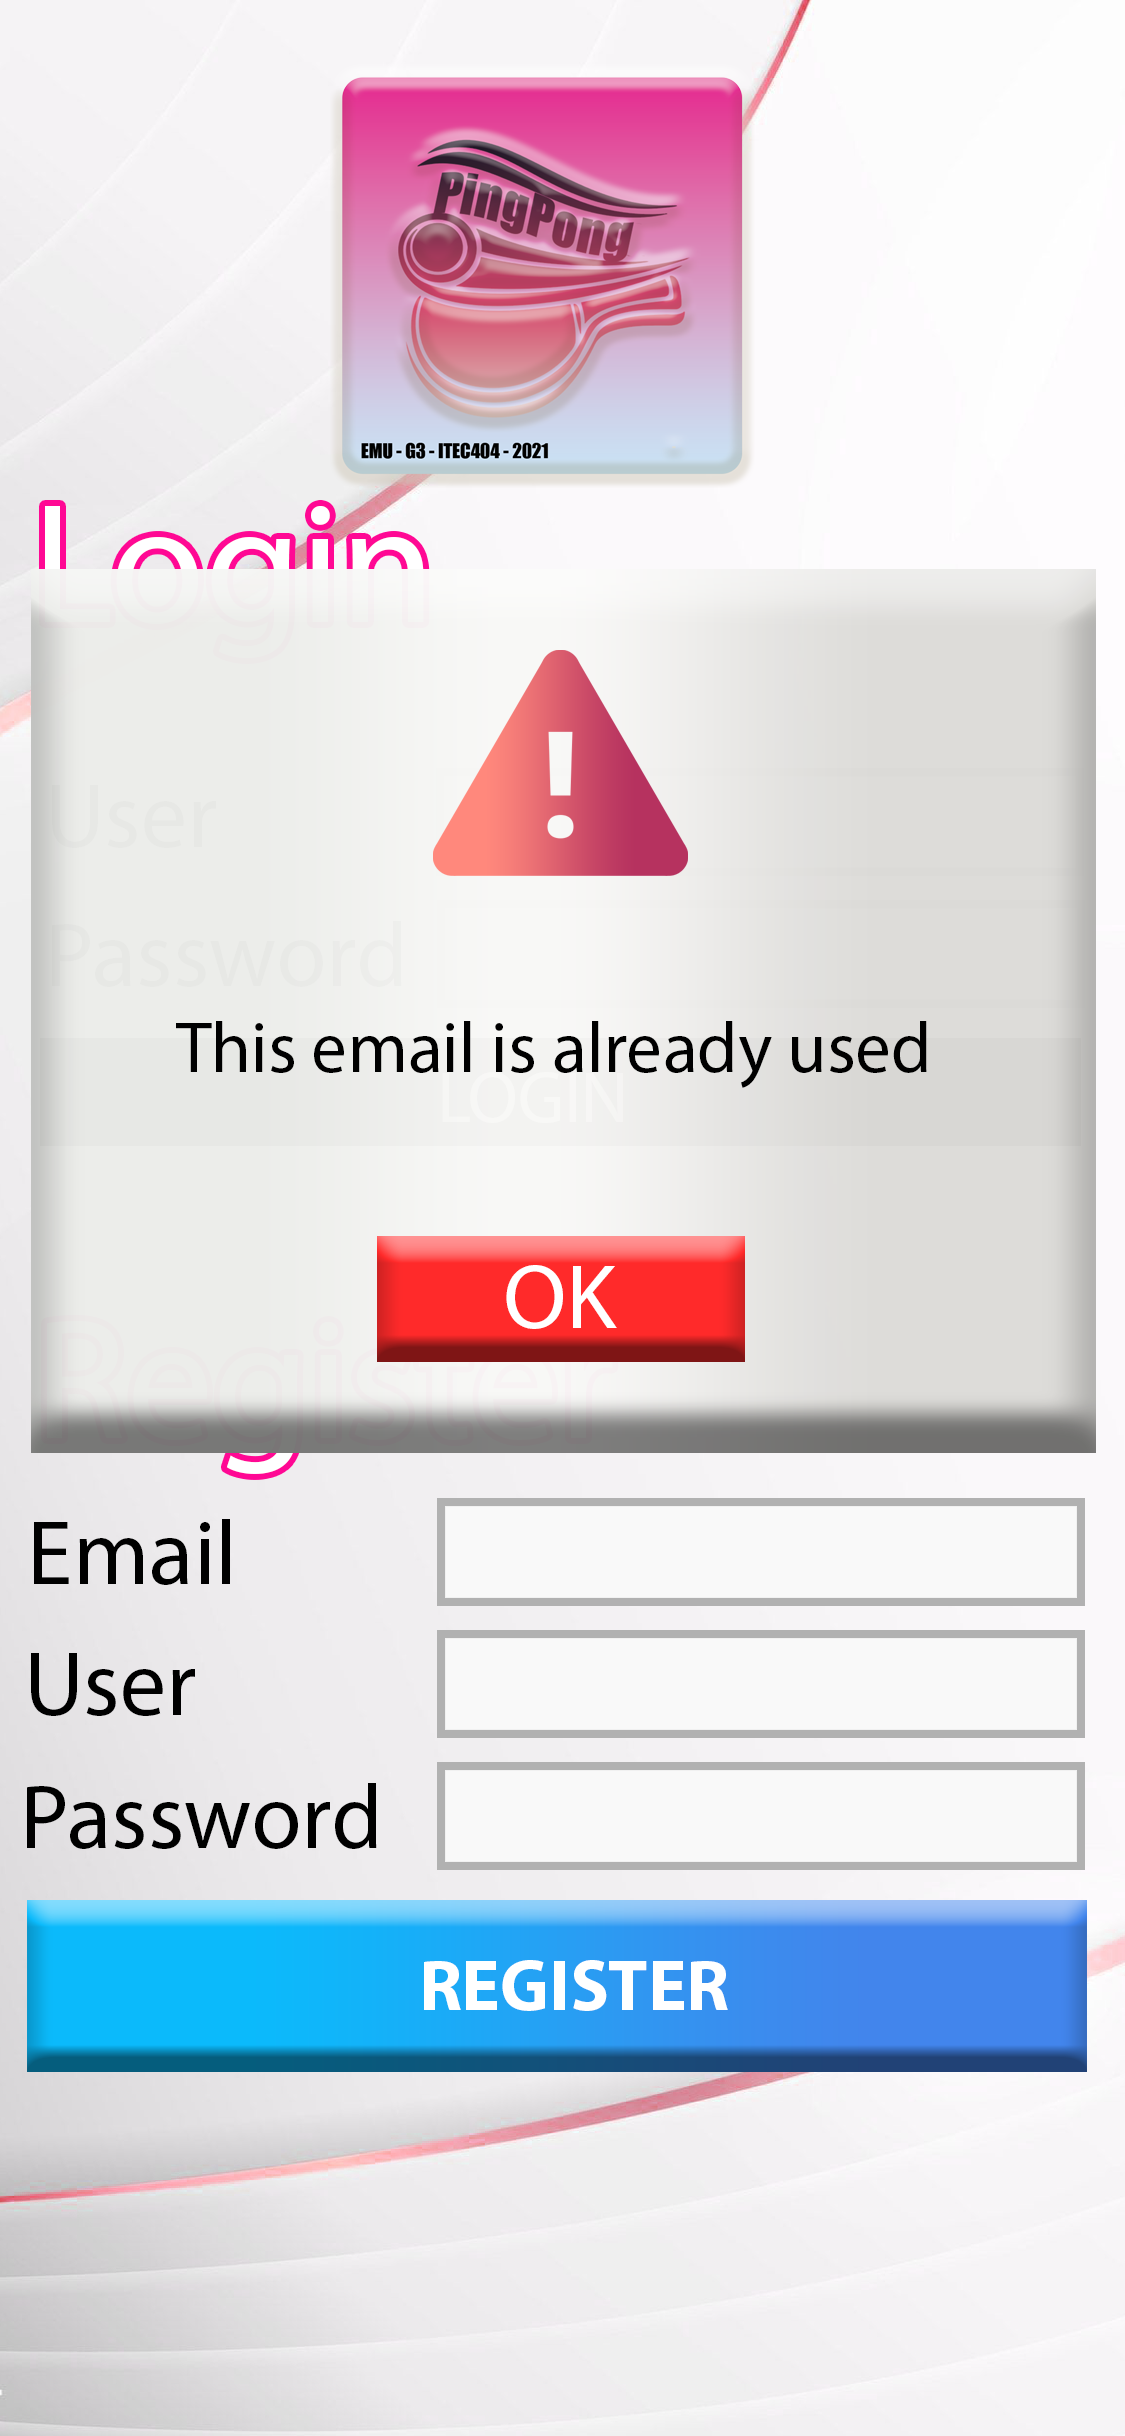 PingPong
EMU - G3 - ITEC404 - 2021
Login
User
Password
This email is already used
LOGIN
OK
Register
Email
User
Password
REGISTER